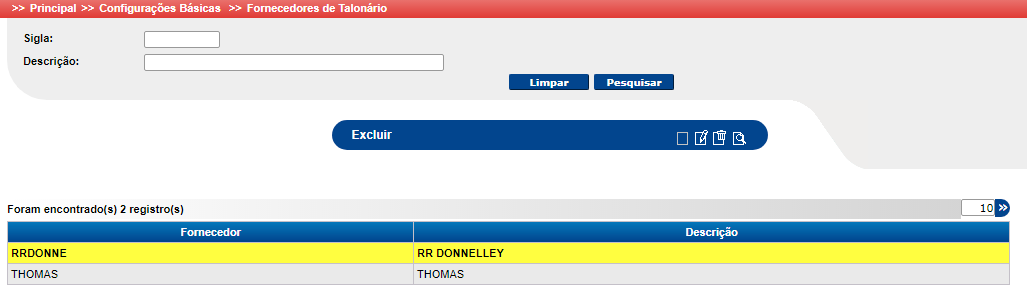 >> Principal >> Configurações Básicas >> Fornecedores de Talonário
Sigla:
Descrição:
Limpar Pesquisar
Excluir
Foram encontrado(s) 2 registro(s) 10
Fornecedor Descrição
RRDONNE RR DONNELLEY
THOMAS THOMAS